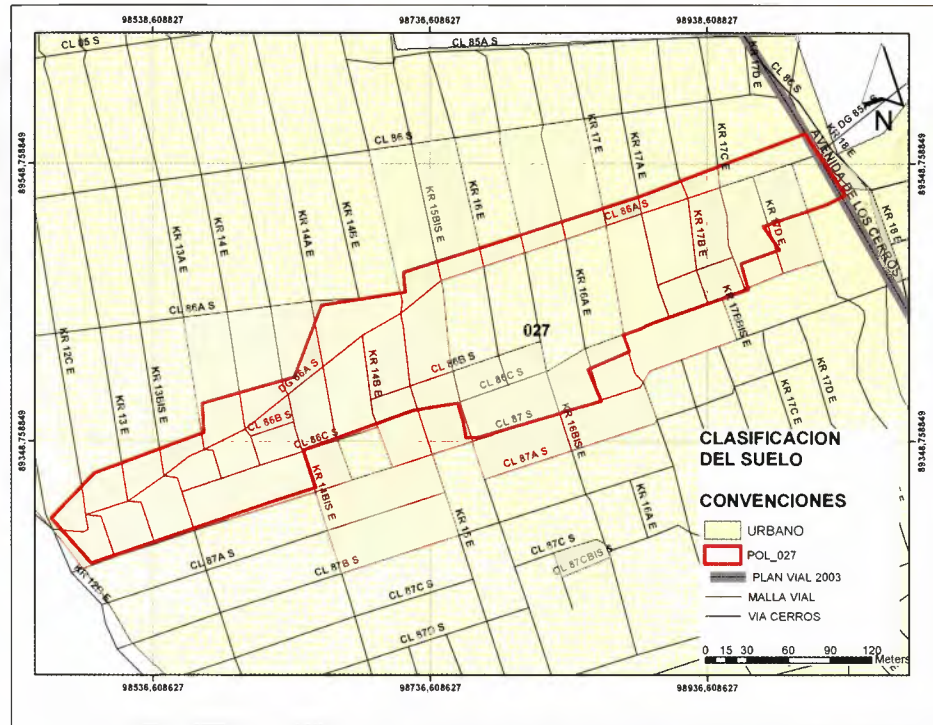 98538,608827
98736,608627
98938,608827
CL 85 S
CL 85A S
KR 17D E
CL 86 S
DG 85A S
N
KR 18 E
AVENIDA DE LOS CERROS
89548,758849
89548,758849
CL 86 S
KR 17 E
KR 17A E
KR 17C E
KR 13A E
KR 14 E
KR 14A E
KR 14B E
KR 15BIS E
KR 16 E
CL 86A S
KR 17B E
KR 17D E
KR 18 E
KR 16A E
CL 86A S
KR 12C E
KR 13 E
KR 13BIS E
027
KR 17BBIS E
DG 86A S
KR 14B E
CL 86B S
CL 86C S
KR 17C E
KR 17D E
CL 86B S
CL 86C S
CL 87 S
KR 16BIS E
89348,758849
89348,758849
CL 87A S
KR 14BIS E
KR 15 E
KR 16A E
CL 87A S
CL 87B S
CL 87C S
CL 87CBIS S
KR 12B E
CL 87C S
CL 87D S
CLASIFICACION
DEL SUELO
CONVENCIONES
URBANO
POL_027
PLAN VIAL 2003
MALLA VIAL
VIA CERROS
0 15 30 60 90 120
Meters
98536,608627
98736,608627
98936,608627